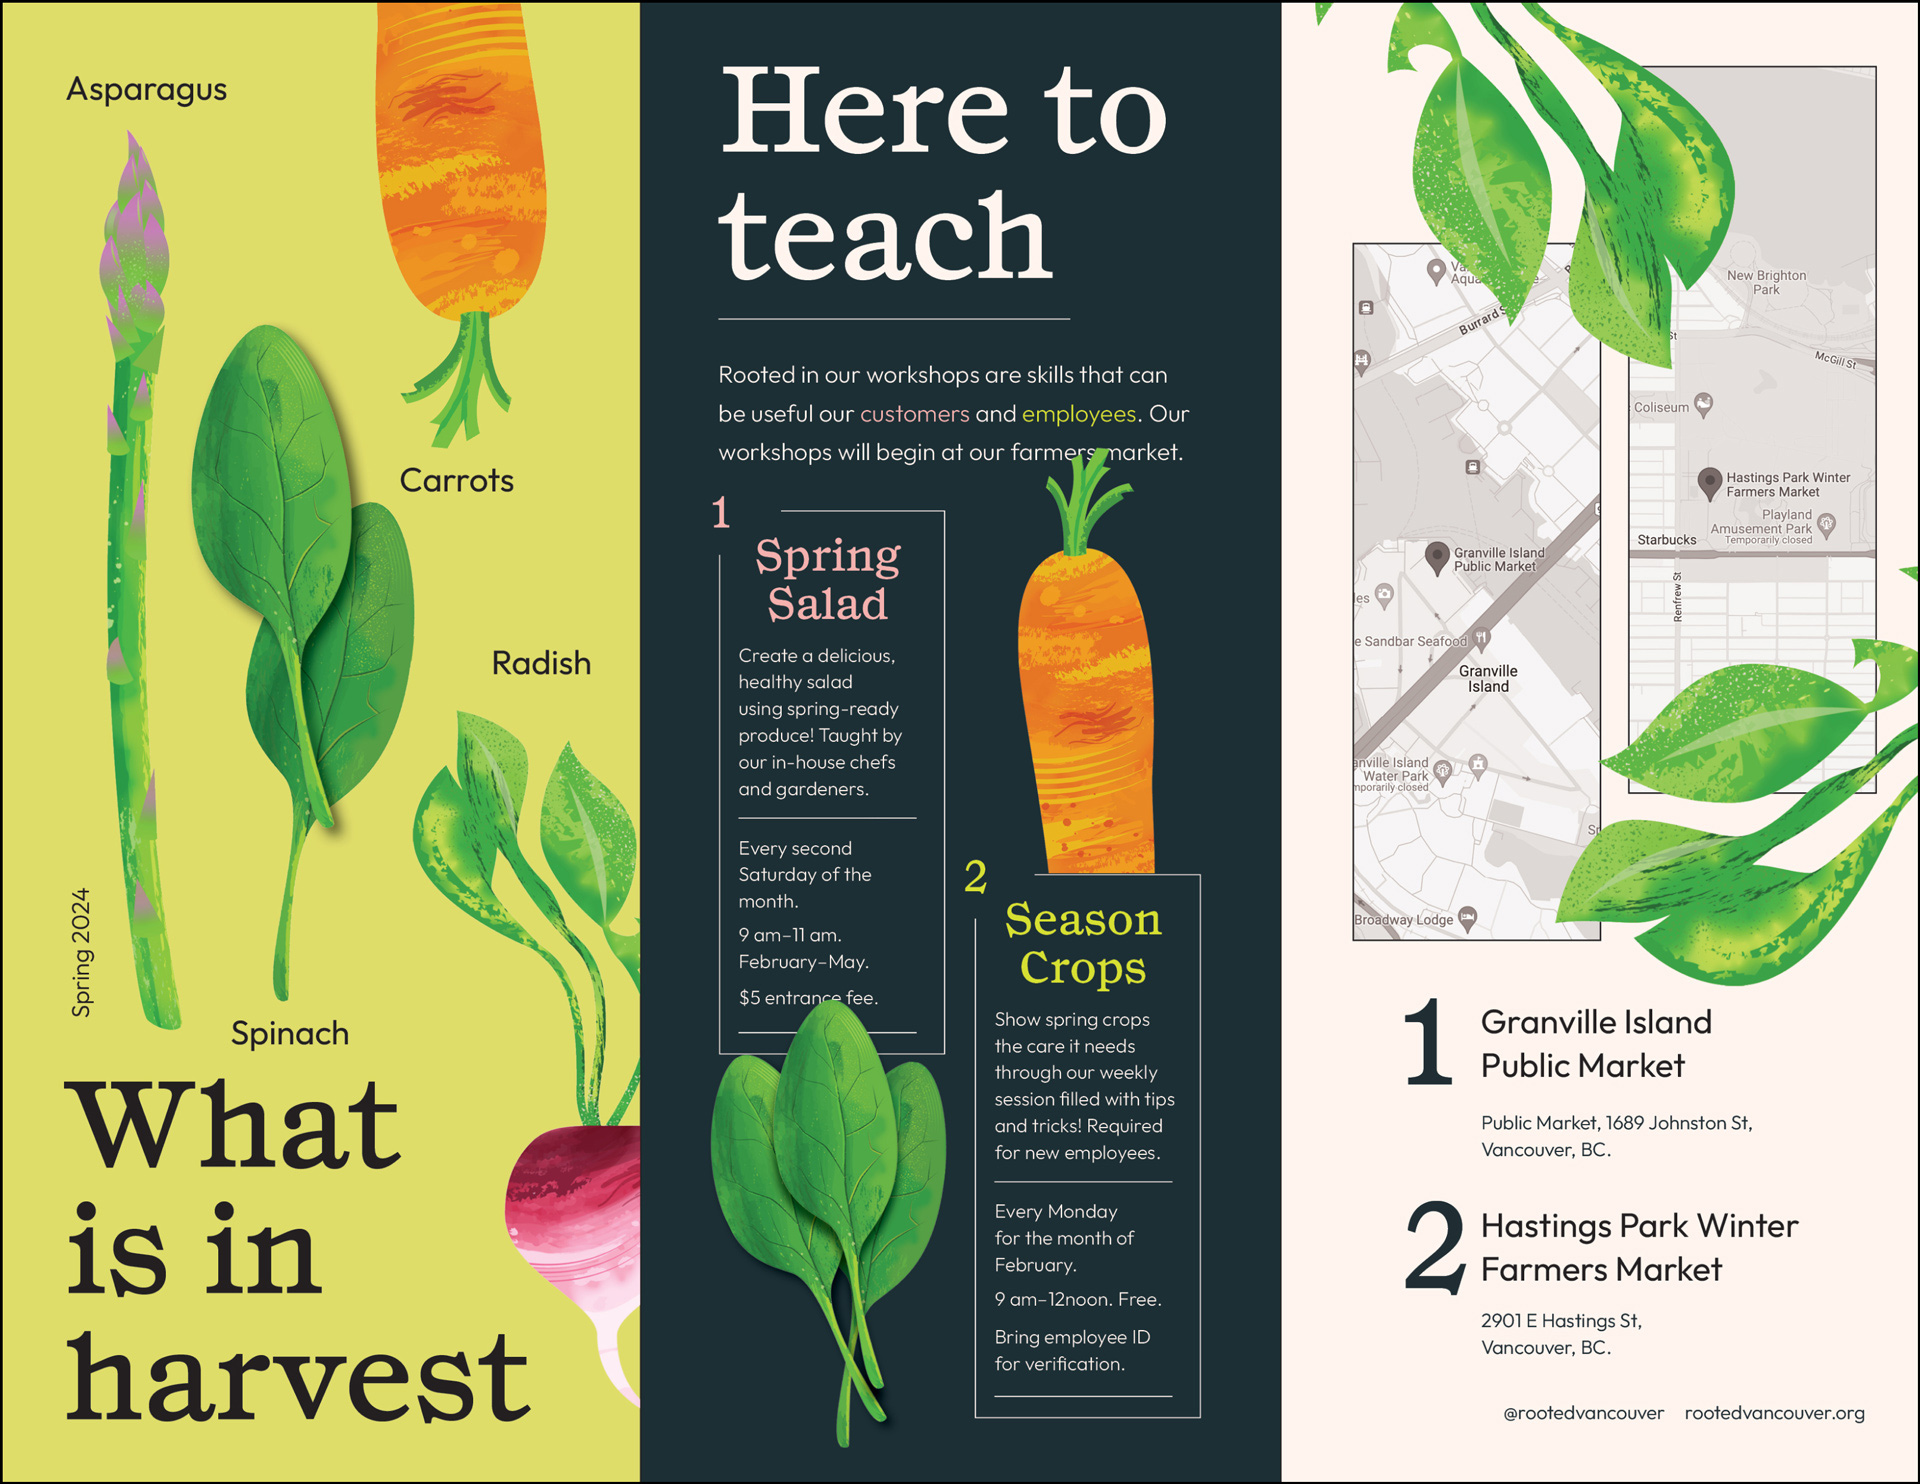 Asparagus
Carrots
Radish
Spring 2024
Spinach
What
is in
harvest
Here to
teach
Rooted in our workshops are skills that can
be useful our customers and employees. Our
workshops will begin at our farmers market.
1
Spring
Salad
Create a delicious,
healthy salad
using spring-ready
produce! Taught by
our in-house chefs
and gardeners.
Every second
Saturday of the
month.
9 am–11 am.
February–May.
$5 entrance fee.
2
Season
Crops
Show spring crops
the care it needs
through our weekly
session filled with tips
and tricks! Required
for new employees.
Every Monday
for the month of
February.
9 am–12noon. Free.
Bring employee ID
for verification.
Burrard
Granville Island
Public Market
e Sandbar Seafood
Granville
Island
anville Island
Water Park
mporarily closed
Broadway Lodge
New Brighton
Park
St
McGill St
Coliseum
Hastings Park Winter
Farmers Market
Playland
Amusement Park
Temporarily closed
Starbucks
Renfrew St
1
Granville Island
Public Market
Public Market, 1689 Johnston St,
Vancouver, BC.
2
Hastings Park Winter
Farmers Market
2901 E Hastings St,
Vancouver, BC.
@rootedvancouver rootedvancouver.org